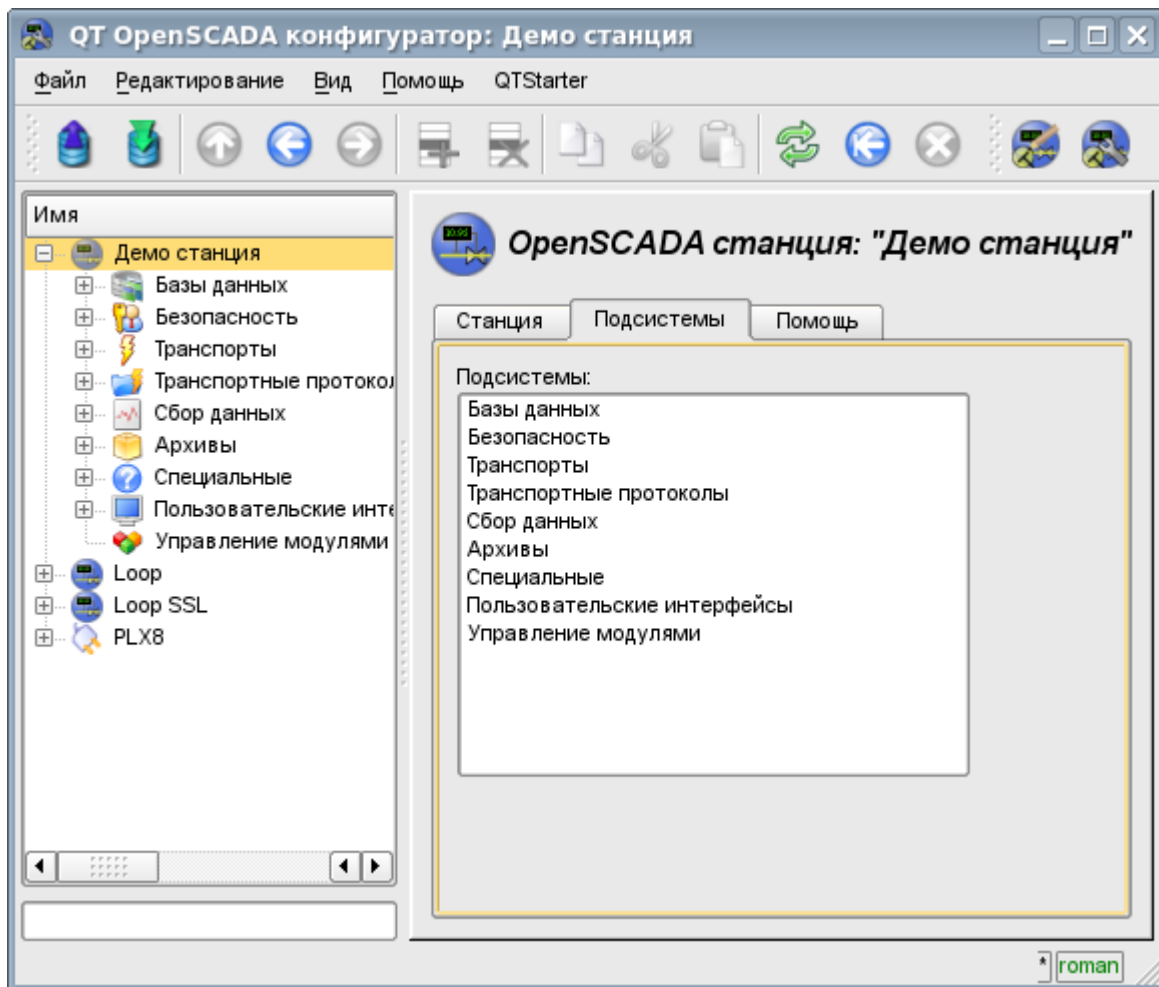 QT OpenSCADA конфигуратор: Демо станция
Файл Редактирование Вид Помощь QTStarter
Имя
Демо станция
Базы данных
Безопасность
Транспорты
Транспортные протокол
Сбор данных
Архивы
Специальные
Пользовательские инте
Управление модулями
Loop
Loop SSL
PLX8
OpenSCADA станция: "Демо станция"
Станция Подсистемы Помощь
Подсистемы:
Базы данных
Безопасность
Транспорты
Транспортные протоколы
Сбор данных
Архивы
Специальные
Пользовательские интерфейсы
Управление модулями
* roman